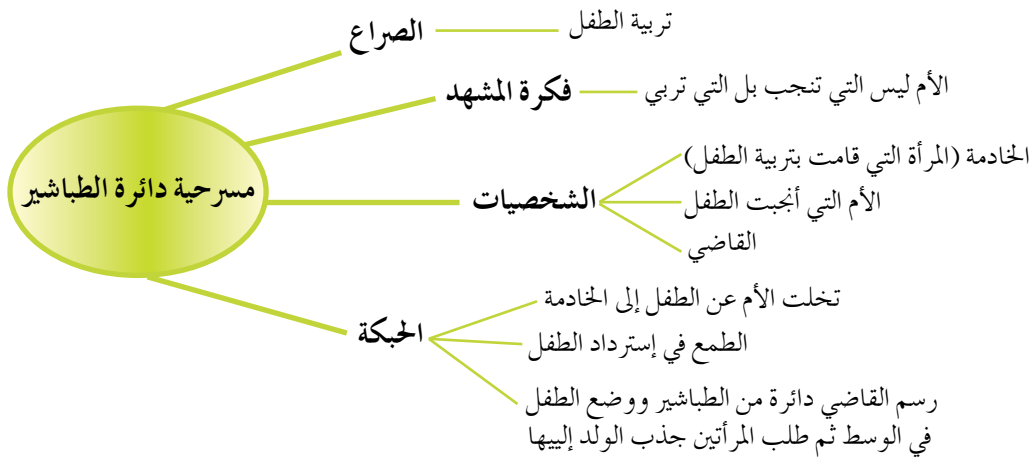 مسرحية دائرة الطباشير
الصراع
تربية الطفل
فكرة المشهد
الأم ليس التي تنجب بل التي تربي
الشخصيات
الخادمة (المرأة التي قامت بتربية الطفل)
الأم التي أنجبت الطفل
القاضي
الحبكة
تخلت الأم عن الطفل إلى الخادمة
الطمع في إسترداد الطفل
رسم القاضي دائرة من الطباشير ووضع الطفل
في الوسط ثم طلب المرأتين جذب الولد إلييها